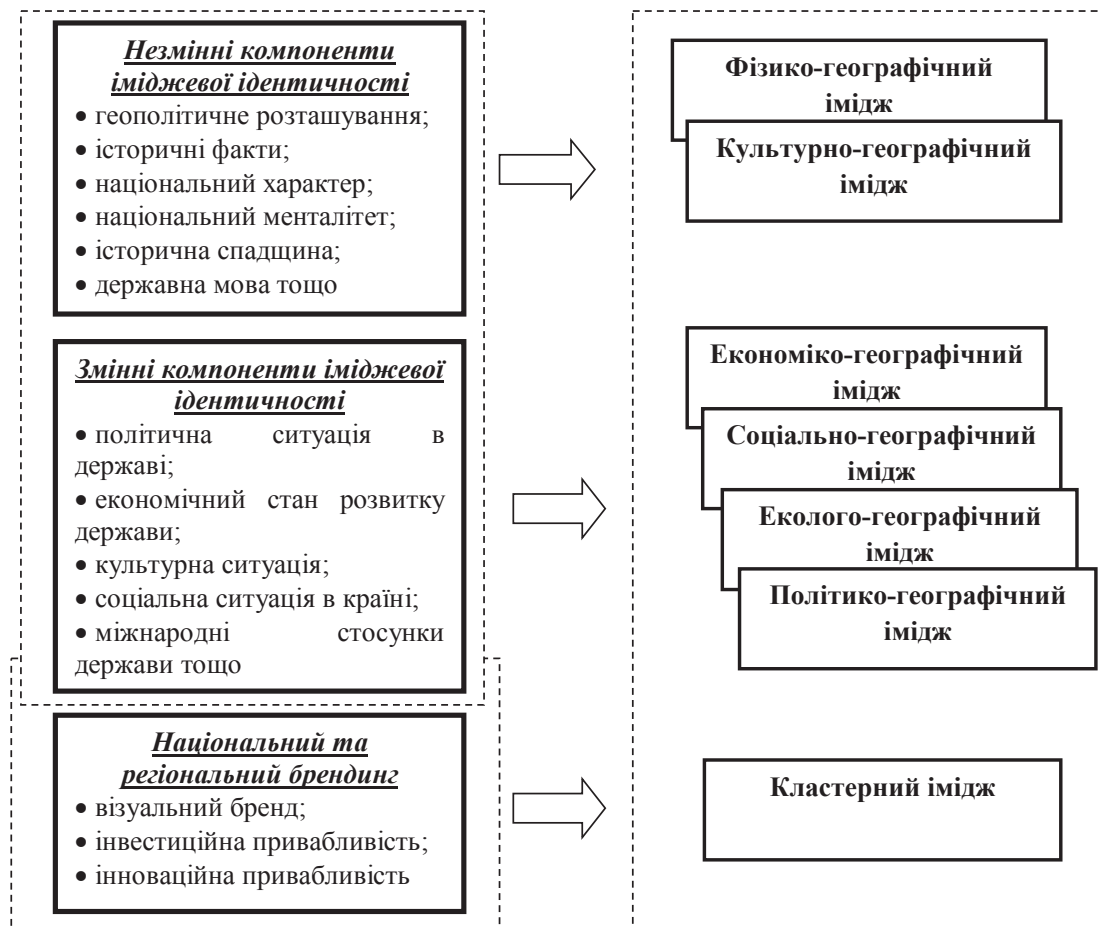 Незмінні компоненти
іміджевої ідентичності
• геополітичне розташування;
• історичні факти;
• національний характер;
• національний менталітет;
• історична спадщина;
• державна мова тощо
Фізико-географічний
імідж
Культурно-географічний
імідж
Змінні компоненти іміджевої
ідентичності
• політична ситуація в
державі;
• економічний стан розвитку
держави;
• культурна ситуація;
• соціальна ситуація в країні;
• міжнародні стосунки
держави тощо
Економіко-географічний
імідж
Соціально-географічний
імідж
Еколого-географічний
імідж
Політико-географічний
імідж
Національний та
регіональний брендинг
• візуальний бренд;
• інвестиційна привабливість;
• інноваційна привабливість
Кластерний імідж